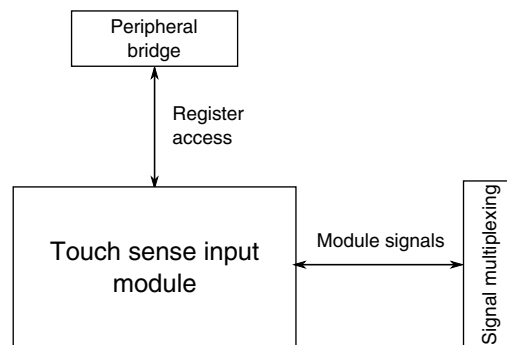 Peripheral
bridge
Register
access
Touch sense input
module
Module signals
Signal multiplexing